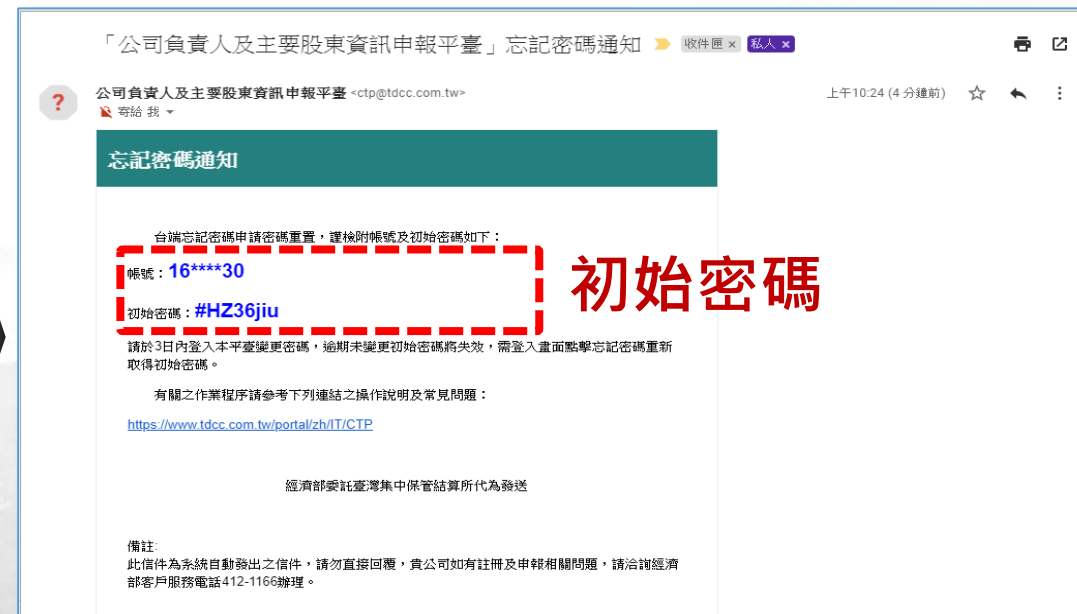 「公司負責人及主要股東資訊申報平臺」忘記密碼通知 收件匣 × 私人 ×
?
公司負責人及主要股東資訊申報平臺 <ctp@tdcc.com.tw>
上午10:24 (4 分鐘前)
寄給 我
忘記密碼通知
台端忘記密碼申請密碼重置，謹檢附帳號及初始密碼如下：
帳號：16****30
初始密碼：#HZ36jiu
初始密碼
請於3日內登入本平臺變更密碼，逾期未變更初始密碼將失效，需登入畫面點擊忘記密碼重新
取得初始密碼。
有關之作業程序請參考下列連結之操作說明及常見問題：
https://www.tdcc.com.tw/portal/zh/IT/CTP
經濟部委託臺灣集中保管結算所代為發送
備註:
此信件為系統自動發出之信件，請勿直接回覆，貴公司如有註冊及申報相關問題，請洽詢經濟
部客戶服務電話412-1166辦理。